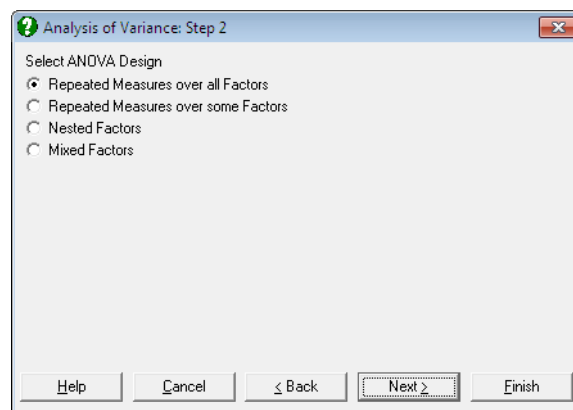 Analysis of Variance: Step 2
Select ANOVA Design
Repeated Measures over all Factors
Repeated Measures over some Factors
Nested Factors
Mixed Factors
Help Cancel < Back Next > Finish